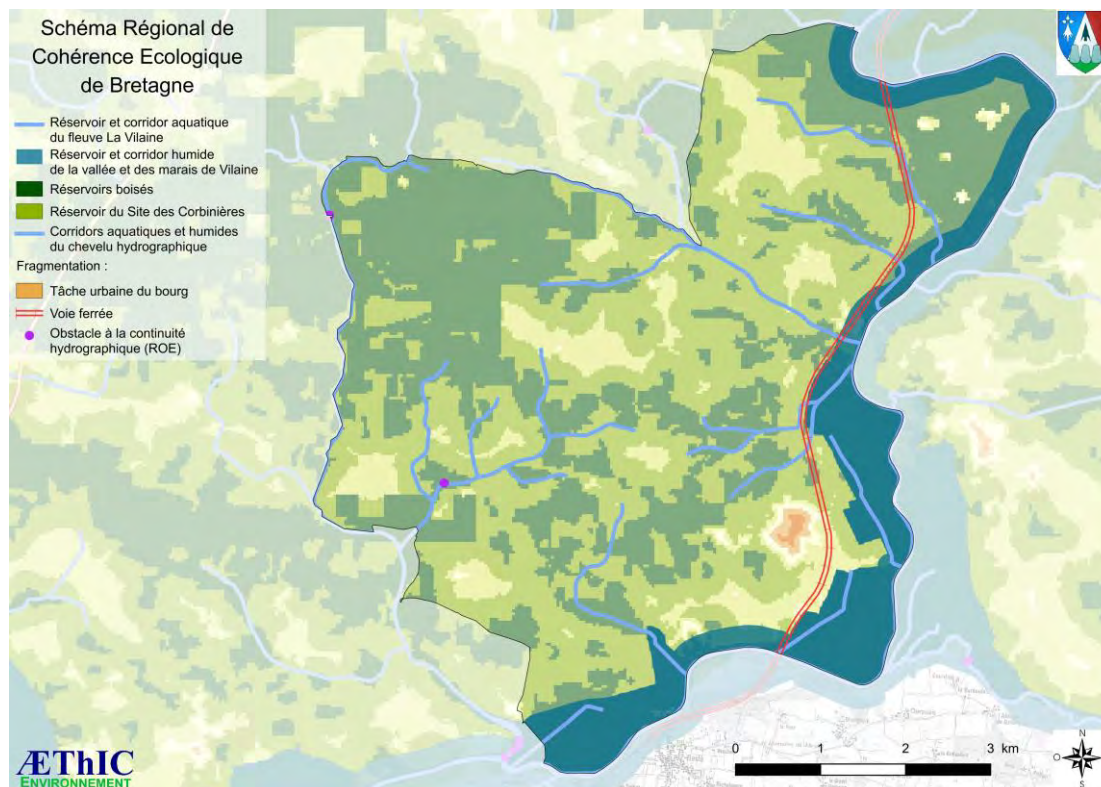 Schéma Régional de
Cohérence Ecologique
de Bretagne
Réservoir et corridor aquatique
du fleuve La Vilaine
Réservoir et corridor humide
de la vallée et des marais de Vilaine
Réservoirs boisés
Réservoir du Site des Corbinières
Corridors aquatiques et humides
du chevelu hydrographique
Fragmentation :
Tâche urbaine du bourg
Voie ferrée
Obstacle à la continuité
hydrographique (ROE)
0 1 2 3 km
N
O
S
ÆTHIC
ENVIRONNEMENT